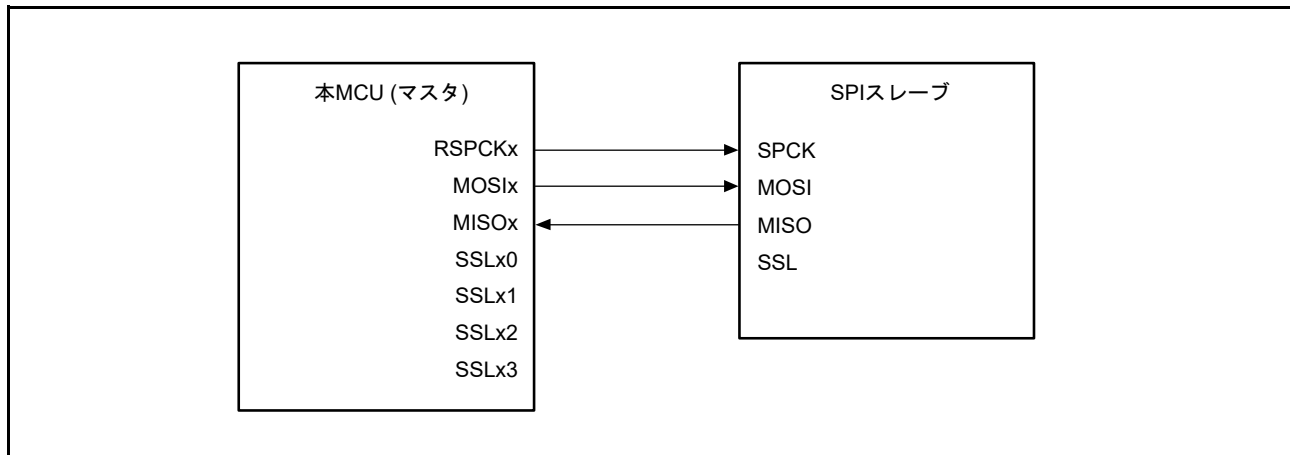 本MCU (マスタ)
RSPCKx
MOSIx
MISOx
SSLx0
SSLx1
SSLx2
SSLx3
SPIスレーブ
SPCK
MOSI
MISO
SSL